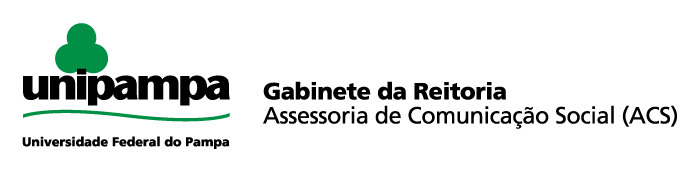 unipampa
Universidade Federal do Pampa
Gabinete da Reitoria
Assessoria de Comunicação Social (ACS)